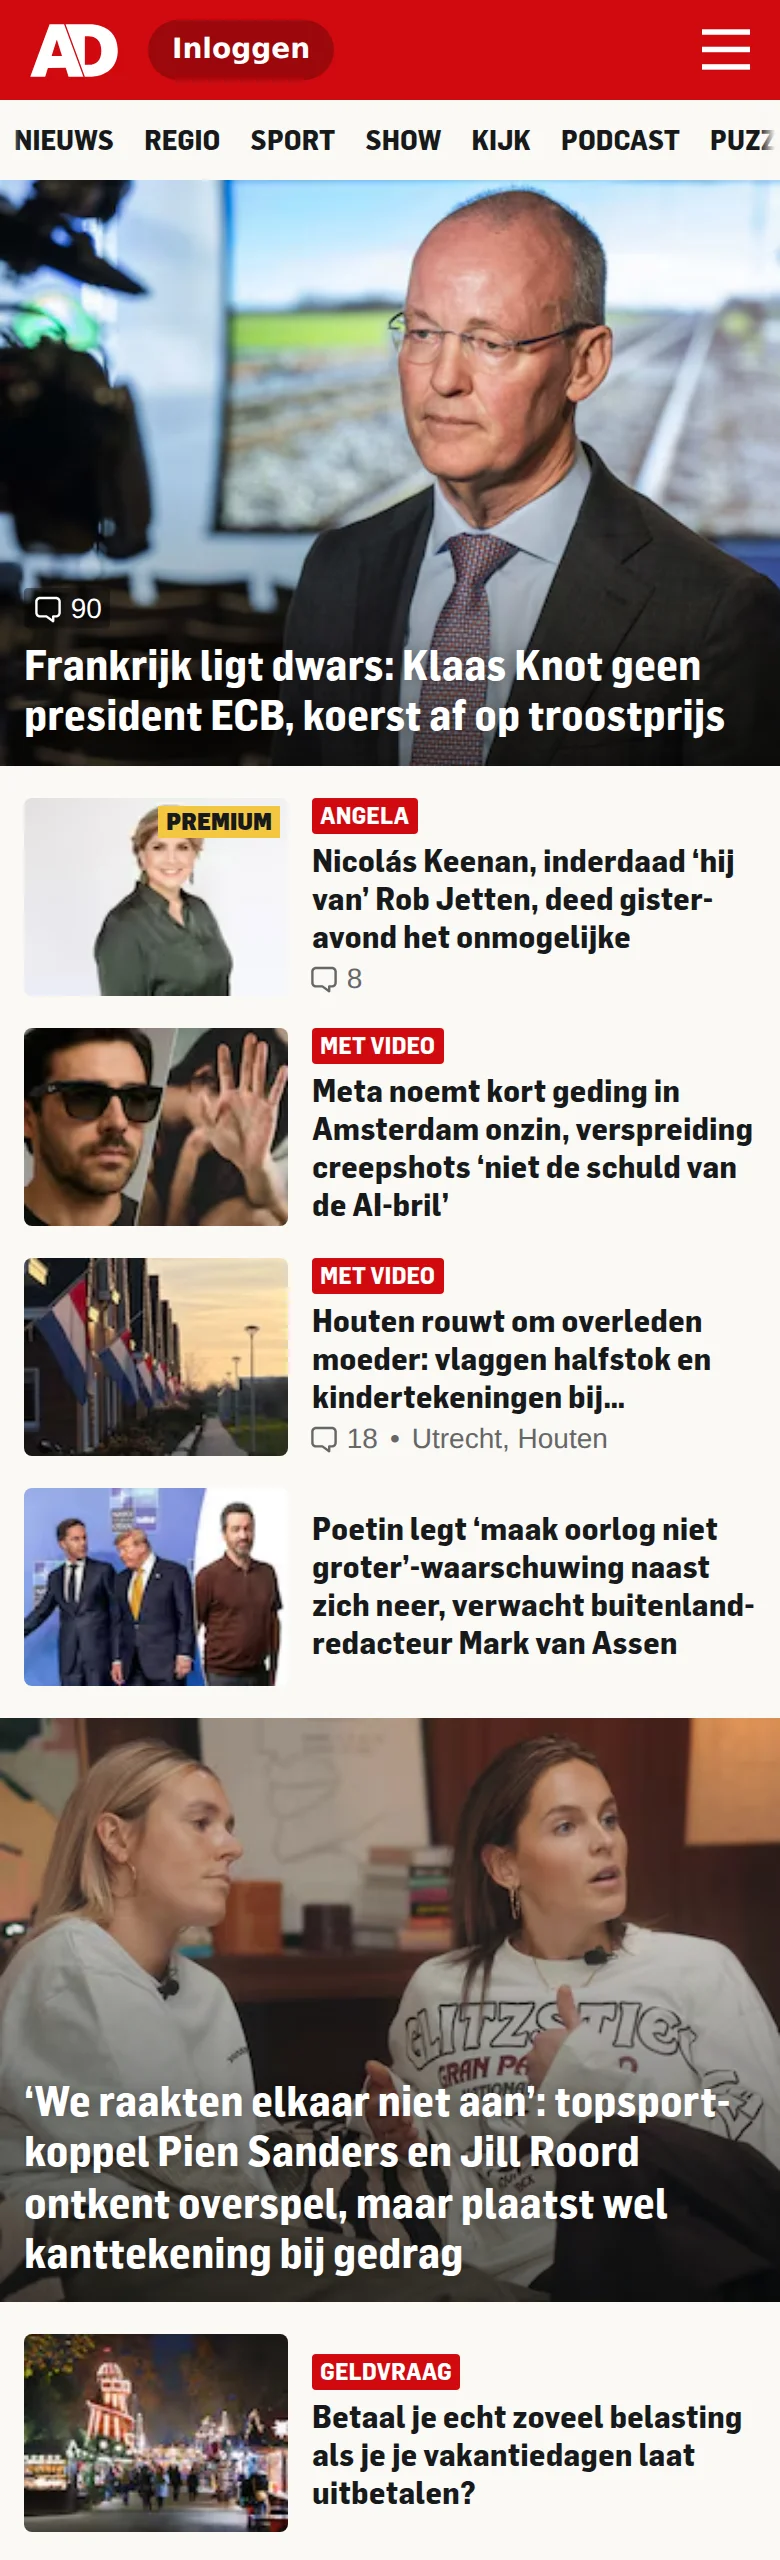 AD
Inloggen
NIEUWS REGIO SPORT SHOW KIJK PODCAST PUZZ
90
Frankrijk ligt dwars: Klaas Knot geen
president ECB, koerst af op troostprijs
PREMIUM
ANGELA
Nicolás Keenan, inderdaad ‘hij
van’ Rob Jetten, deed gister-
avond het onmogelijke
8
MET VIDEO
Meta noemt kort geding in
Amsterdam onzin, verspreiding
creepshots ‘niet de schuld van
de AI-bril’
MET VIDEO
Houten rouwt om overleden
moeder: vlaggen halfstok en
kindertekeningen bij...
18 • Utrecht, Houten
Poetin legt ‘maak oorlog niet
groter’-waarschuwing naast
zich neer, verwacht buitenland-
redacteur Mark van Assen
GRAN
‘We raakten elkaar niet aan’: topsport-
koppel Pien Sanders en Jill Roord
ontkent overspel, maar plaatst wel
kanttekening bij gedrag
GELDVRAAG
Betaal je echt zoveel belasting
als je je vakantiedagen laat
uitbetalen?